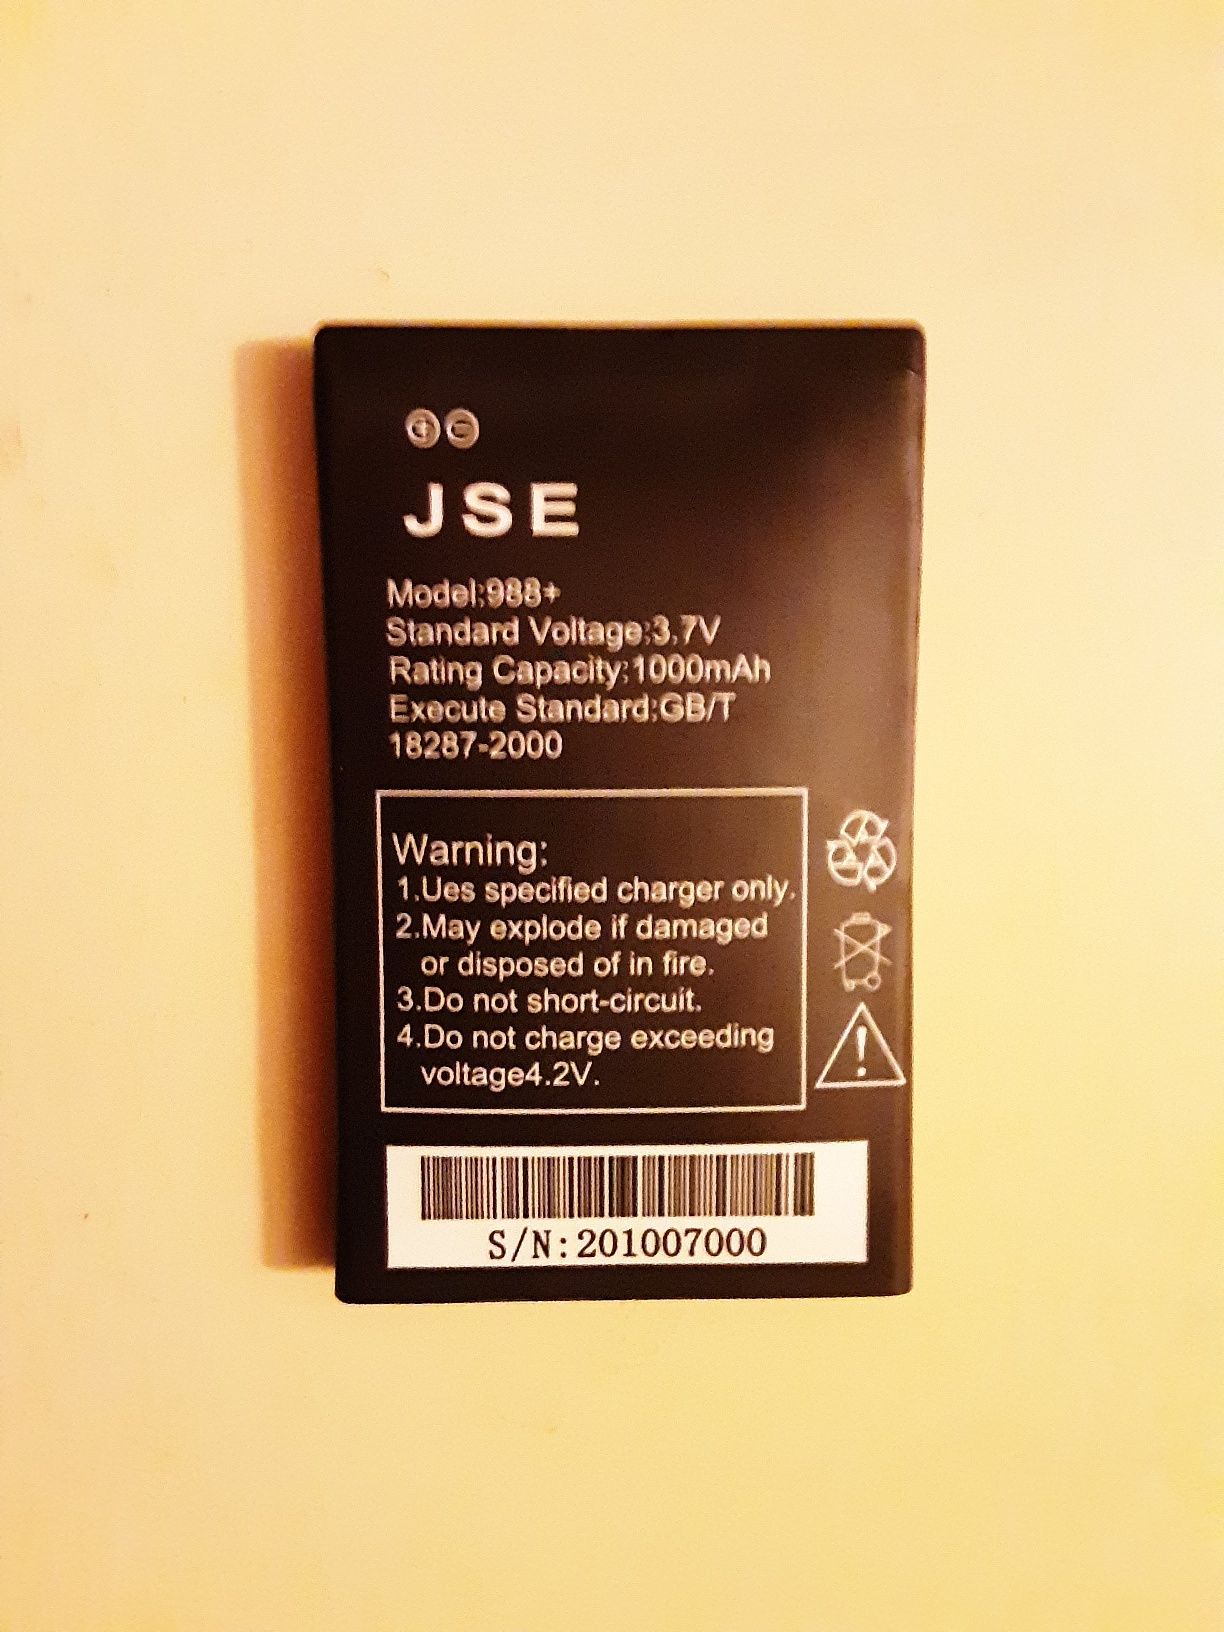 JSE
Model:988+
Standard Voltage:3.7V
Rating Capacity:1000mAh
Execute Standard:GB/T
18287-2000
Warning:
1.Ues specified charger only.
2.May explode if damaged
or disposed of in fire.
3.Do not short-circuit.
4.Do not charge exceeding
voltage4.2V.
S/N:201007000